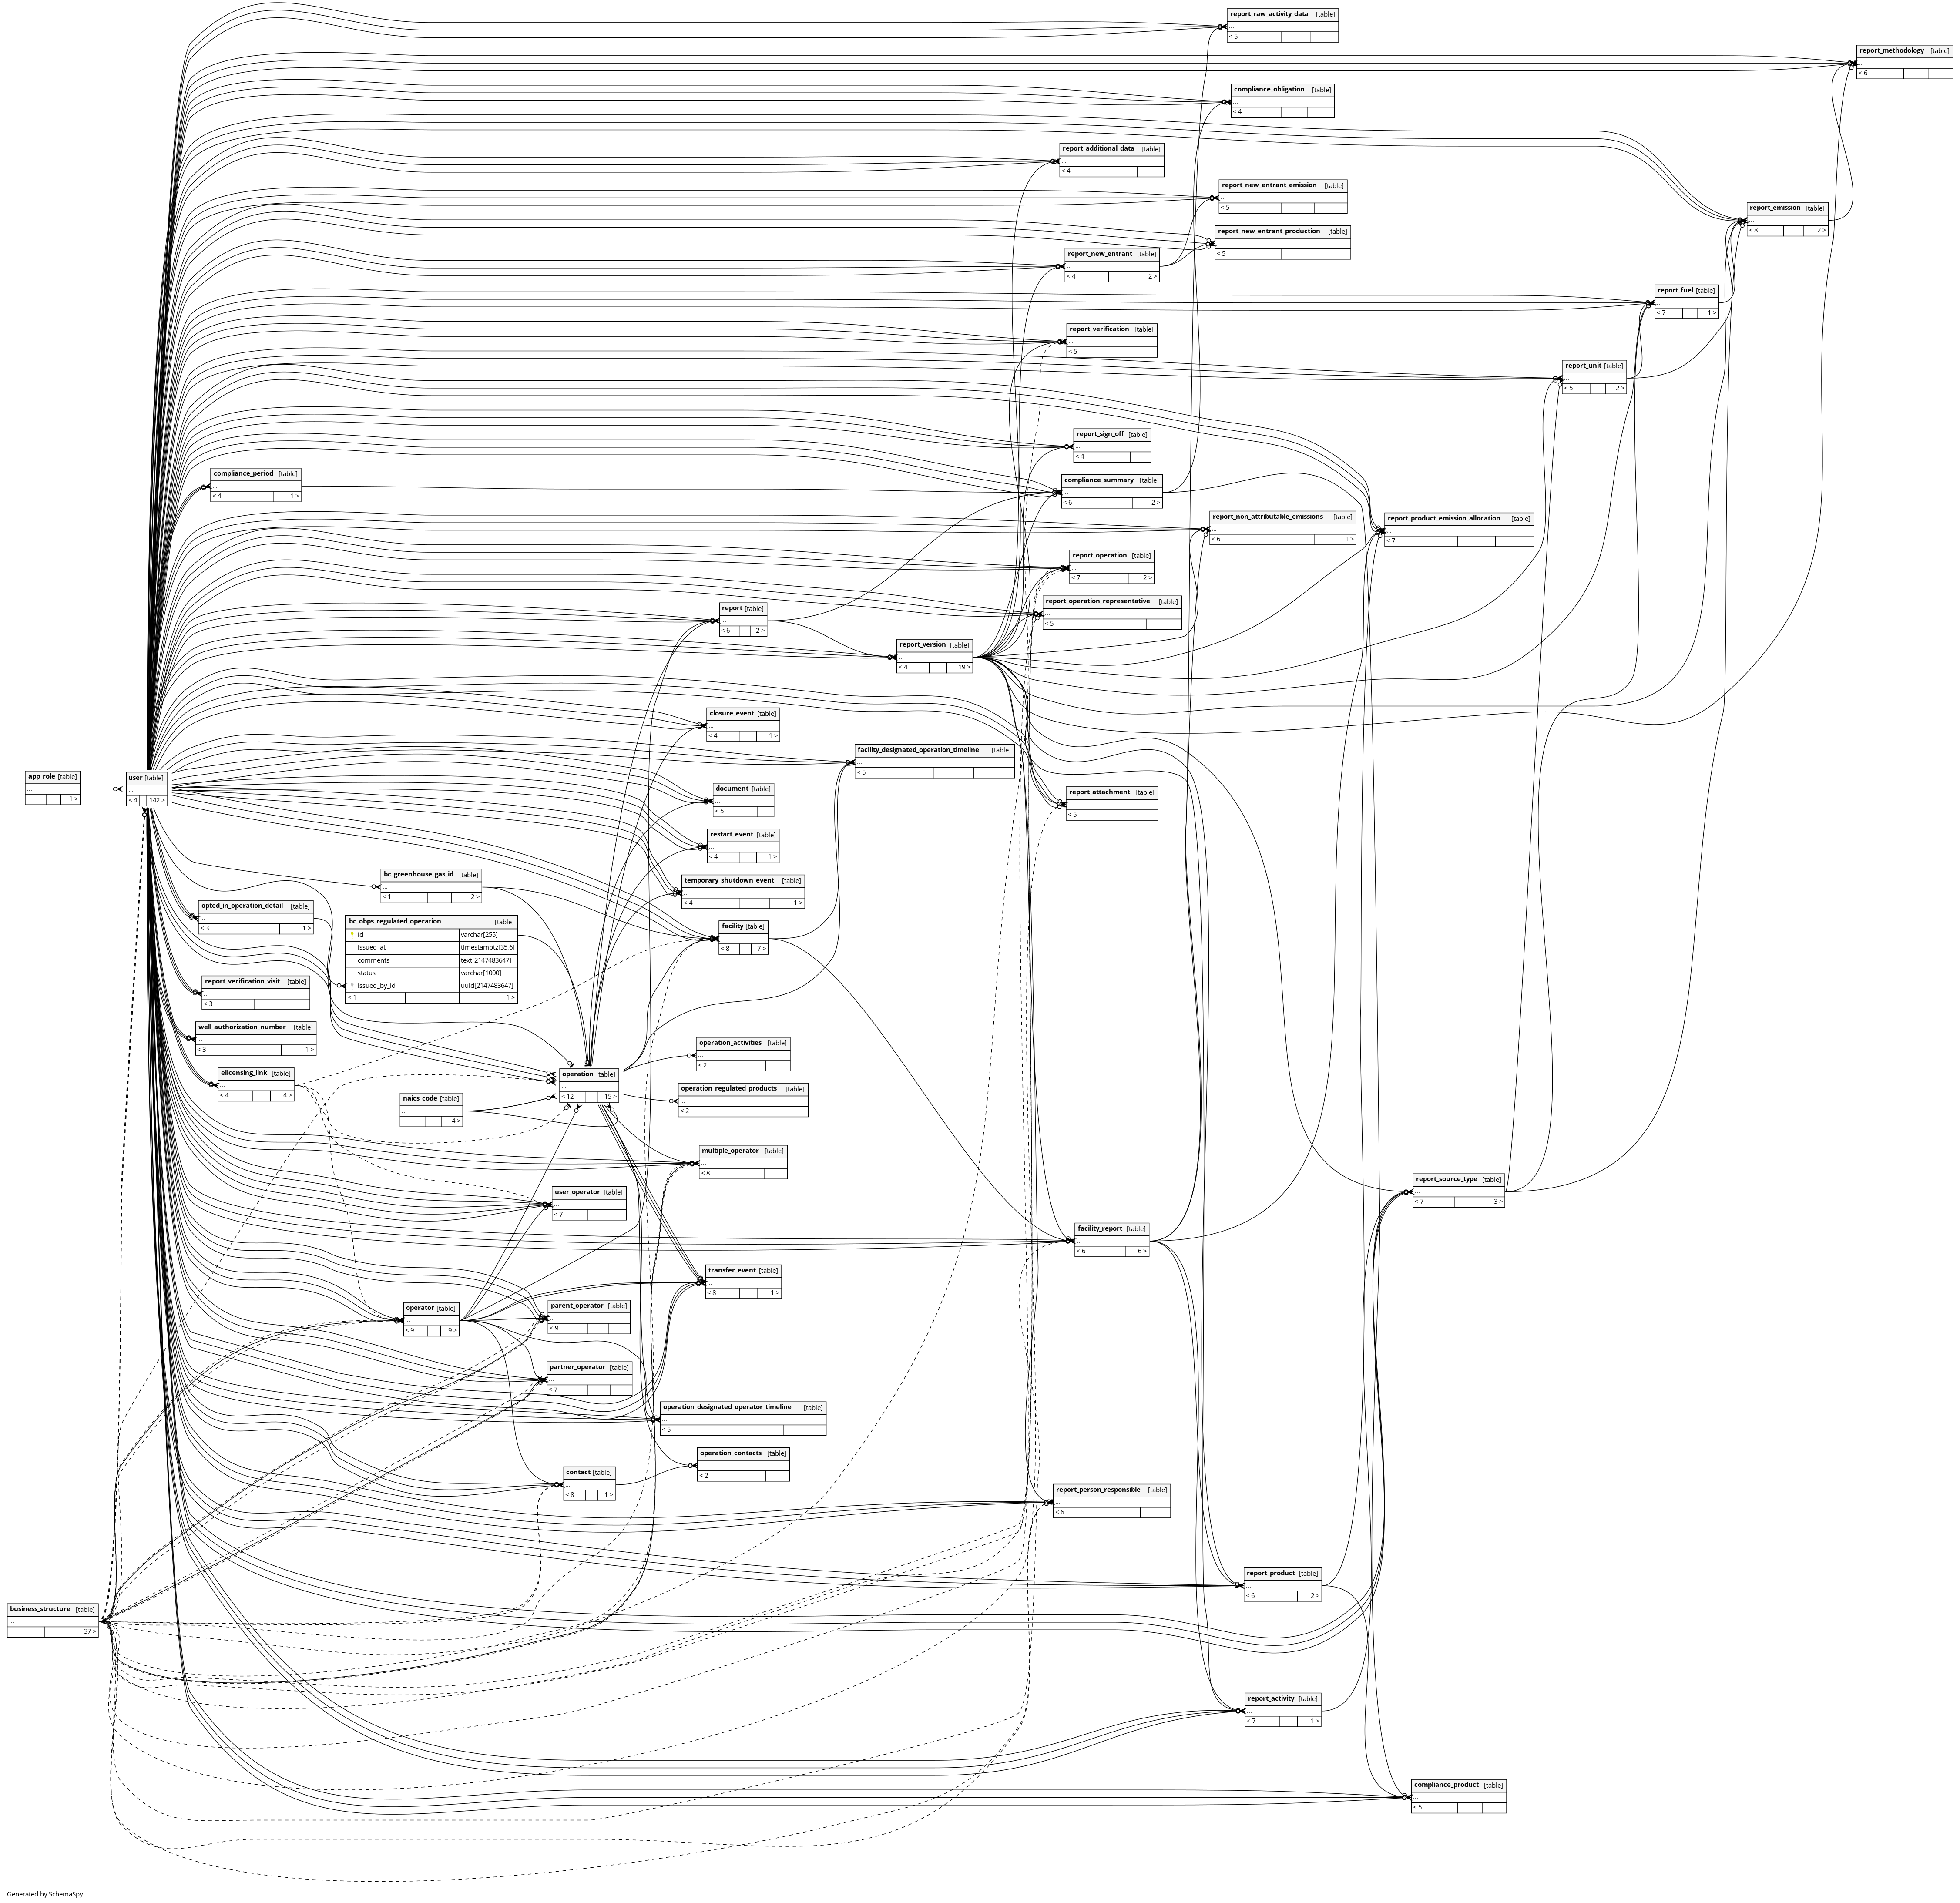 report_raw_activity_data [table]
...
< 5
report_methodology [table]
...
< 6
compliance_obligation [table]
...
< 4
report_additional_data [table]
...
< 4
report_new_entrant_emission [table]
...
< 5
report_emission [table]
...
< 8 2 >
report_new_entrant_production [table]
...
< 5
report_new_entrant [table]
...
< 4 2 >
report_fuel [table]
...
< 7 1 >
report_verification [table]
...
< 5
report_unit [table]
...
< 5 2 >
report_sign_off [table]
...
< 4
compliance_period [table]
...
< 4 1 >
compliance_summary [table]
...
< 6 2 >
report_non_attributable_emissions [table]
...
< 6 1 >
report_product_emission_allocation [table]
...
< 7
report_operation [table]
...
< 7 2 >
report_operation_representative [table]
...
< 5
report [table]
...
< 6 2 >
report_version [table]
...
< 4 19 >
closure_event [table]
...
< 4 1 >
facility_designated_operation_timeline [table]
...
< 5
app_role [table]
...
1 >
user [table]
...
< 4 142 >
document [table]
...
< 5
report_attachment [table]
...
< 5
restart_event [table]
...
< 4 1 >
bc_greenhouse_gas_id [table]
...
< 1 2 >
temporary_shutdown_event [table]
...
< 4 1 >
opted_in_operation_detail [table]
...
< 3 1 >
bc_obps_regulated_operation [table]
id varchar[255]
issued_at timestamptz[35,6]
comments text[2147483647]
status varchar[1000]
issued_by_id uuid[2147483647]
< 1 1 >
facility [table]
...
< 8 7 >
report_verification_visit [table]
...
< 3
well_authorization_number [table]
...
< 3 1 >
elicensing_link [table]
...
< 4 4 >
operation_activities [table]
...
< 2
operation [table]
...
< 12 15 >
operation_regulated_products [table]
...
< 2
naics_code [table]
...
4 >
multiple_operator [table]
...
< 8
report_source_type [table]
...
< 7 3 >
user_operator [table]
...
< 7
facility_report [table]
...
< 6 6 >
transfer_event [table]
...
< 8 1 >
operator [table]
...
< 9 9 >
parent_operator [table]
...
< 9
partner_operator [table]
...
< 7
operation_designated_operator_timeline [table]
...
< 5
operation_contacts [table]
...
< 2
contact [table]
...
< 8 1 >
report_person_responsible [table]
...
< 6
report_product [table]
...
< 6 2 >
business_structure [table]
...
37 >
report_activity [table]
...
< 7 1 >
compliance_product [table]
...
< 5
Generated by SchemaSpy